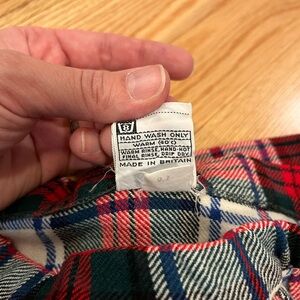 HAND WASH ONLY
WARM (40°C)
WARM RINSE, HAND-HOT
FINAL RINSE, DRIP DRY.
MADE IN BRITAIN